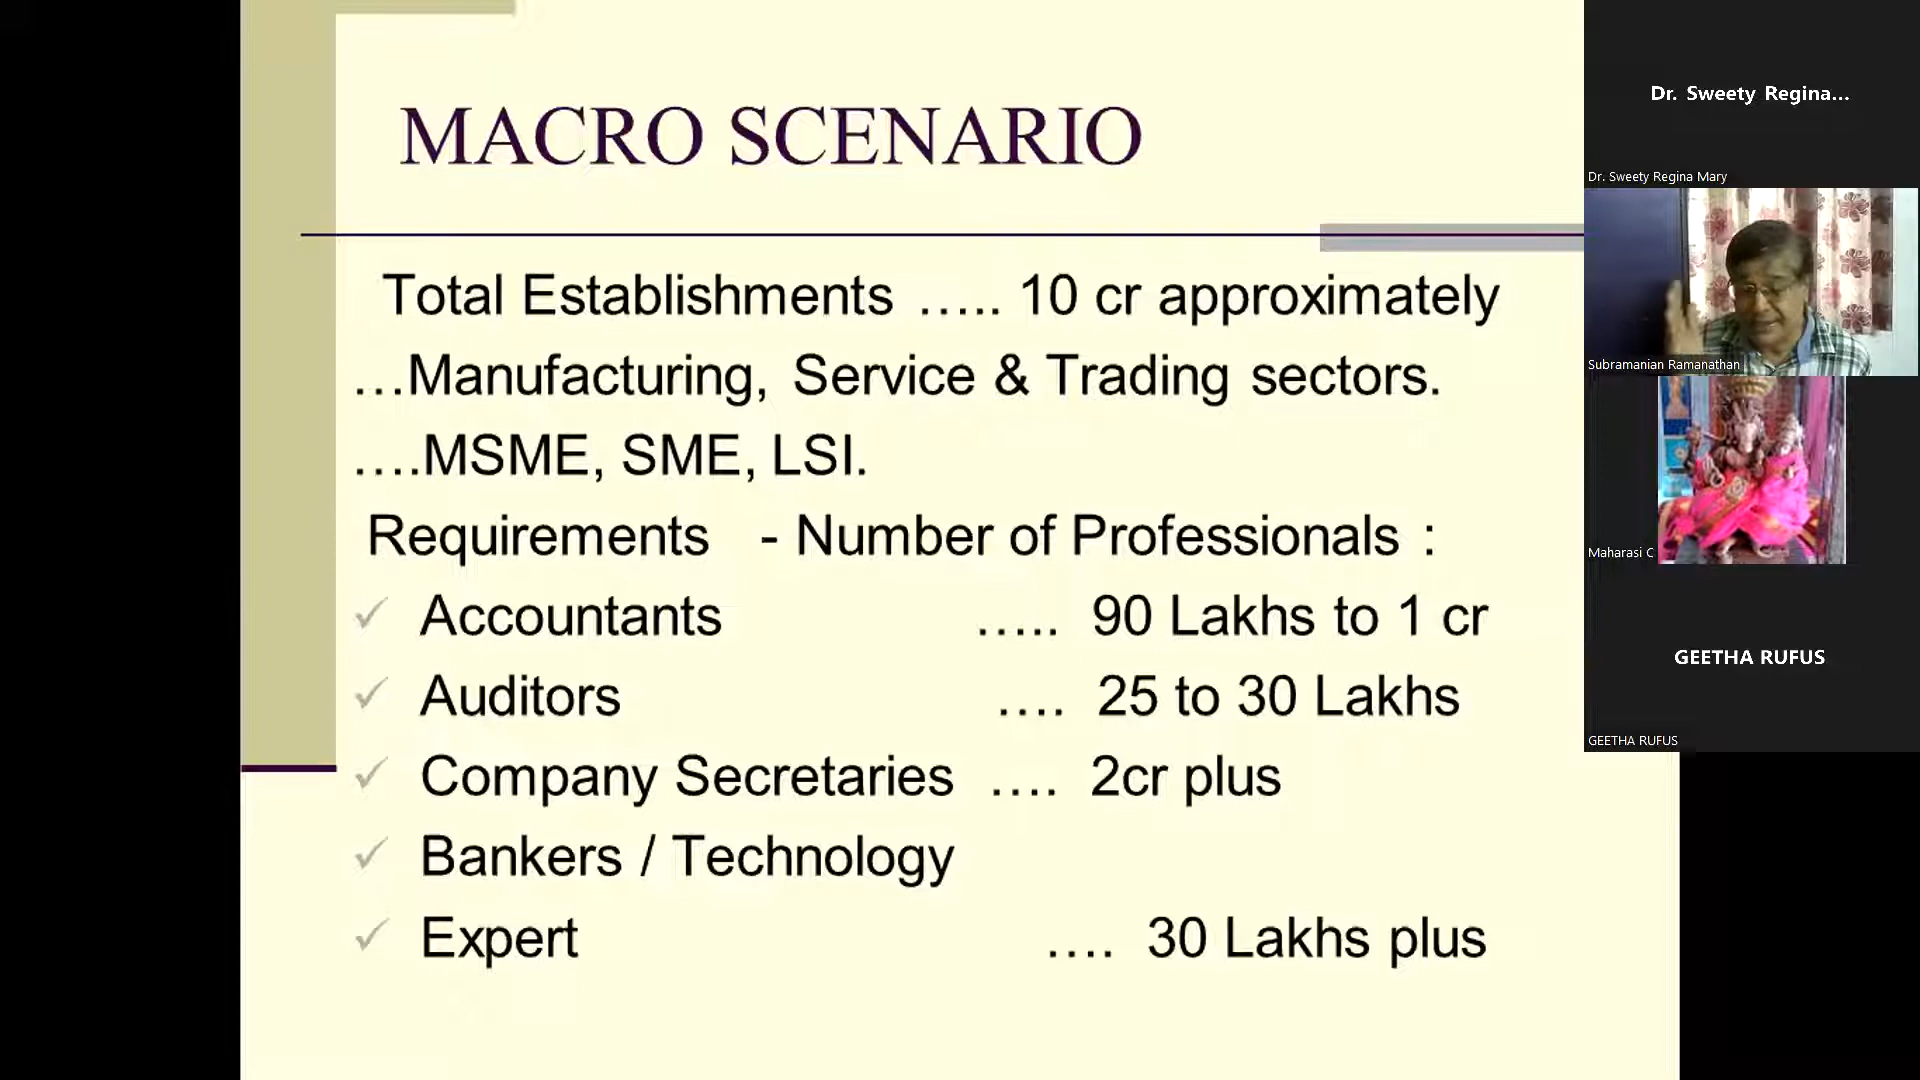 MACRO SCENARIO
Total Establishments ….. 10 cr approximately
…Manufacturing, Service & Trading sectors.
….MSME, SME, LSI.
Requirements - Number of Professionals :
✓ Accountants ….. 90 Lakhs to 1 cr
✓ Auditors …. 25 to 30 Lakhs
✓ Company Secretaries …. 2cr plus
✓ Bankers / Technology
✓ Expert …. 30 Lakhs plus
Dr. Sweety Regina...
Dr. Sweety Regina Mary
Subramanian Ramanathan
Maharasi C
GEETHA RUFUS
GEETHA RUFUS